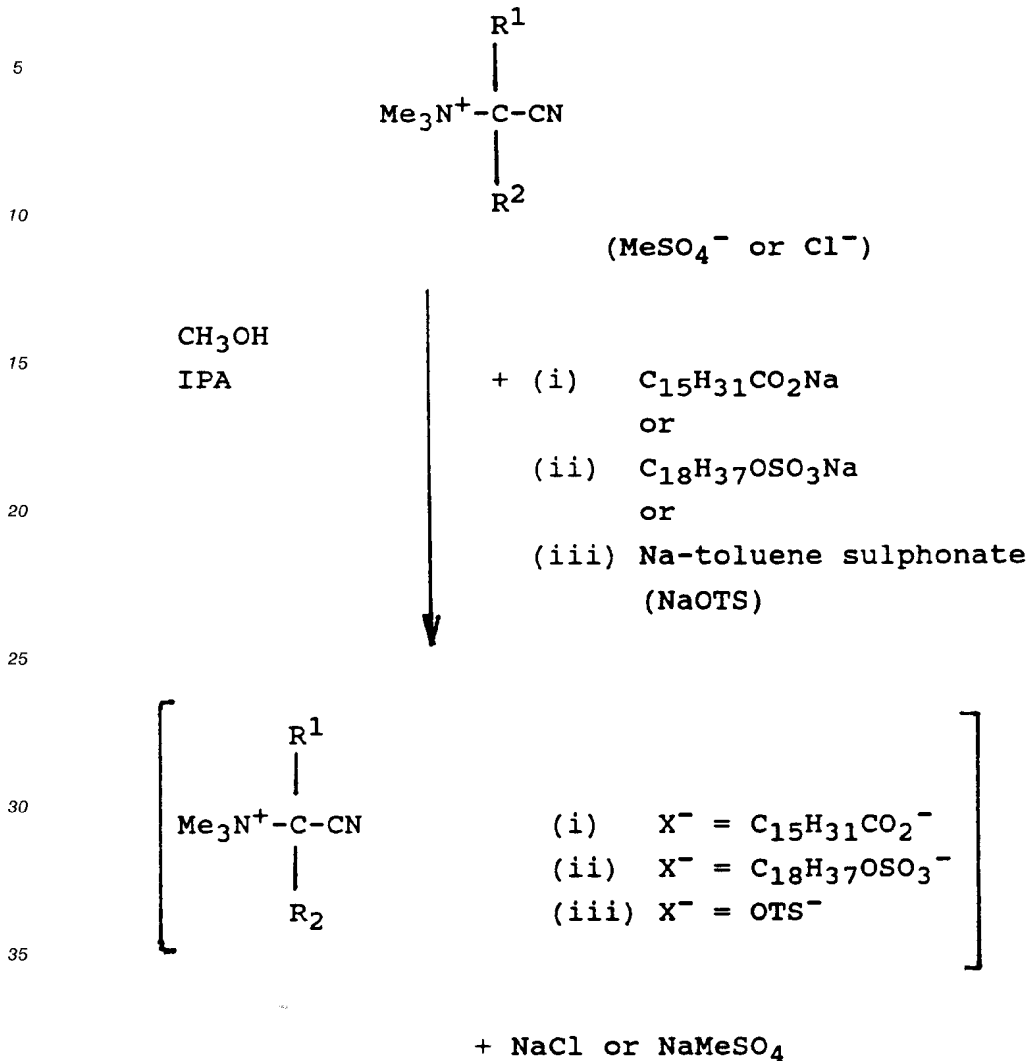 R1
5
Me3N+-C-CN
R2
10
(MeSO4- or Cl-)
CH3OH
15
IPA + (i) C15H31CO2Na
or
(ii) C18H37OSO3Na
20
or
(iii) Na-toluene sulphonate
(NaOTS)
25
R1
30
Me3N+-C-CN (i) X- = C15H31CO2-
(ii) X- = C18H37OSO3-
R2 (iii) X- = OTS-
35
+ NaCl or NaMeSO4